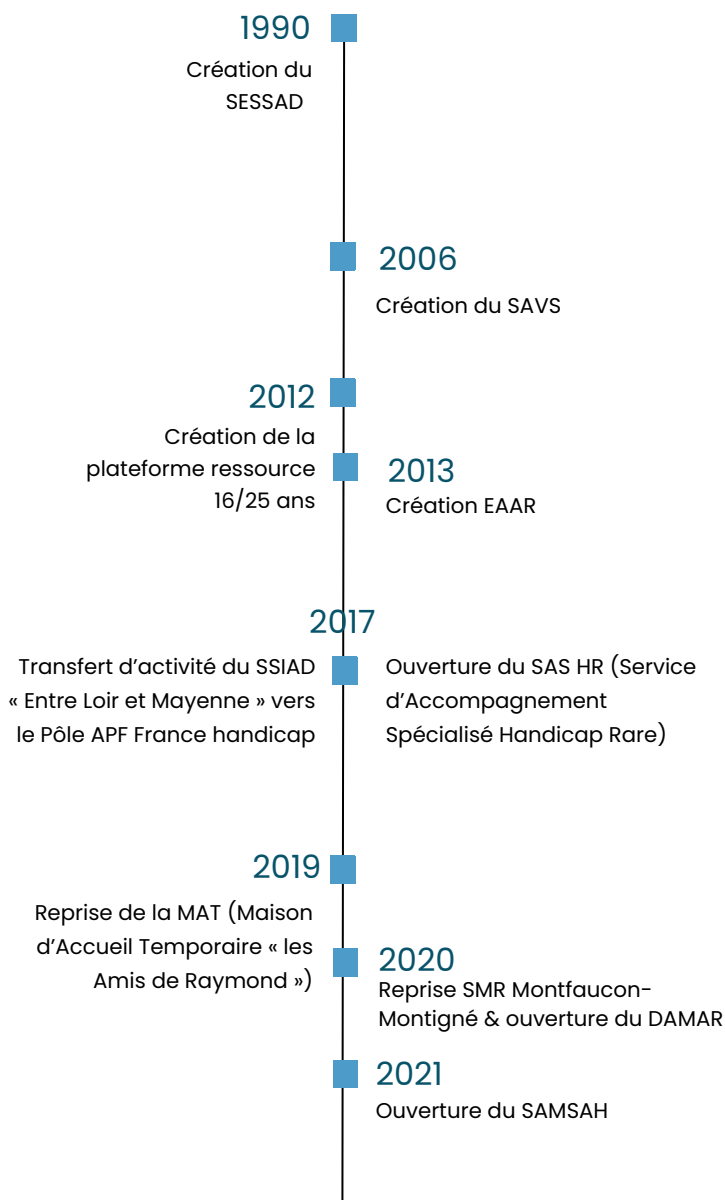 1990
Création du
SESSAD
2006
Création du SAVS
2012
Création de la
plateforme ressource
16/25 ans
2013
Création EAAR
2017
Transfert d’activité du SSIAD
« Entre Loir et Mayenne » vers
le Pôle APF France handicap
Ouverture du SAS HR (Service
d’Accompagnement
Spécialisé Handicap Rare)
2019
Reprise de la MAT (Maison
d’Accueil Temporaire « les
Amis de Raymond »)
2020
Reprise SMR Montfaucon-
Montigné & ouverture du DAMAR
2021
Ouverture du SAMSAH